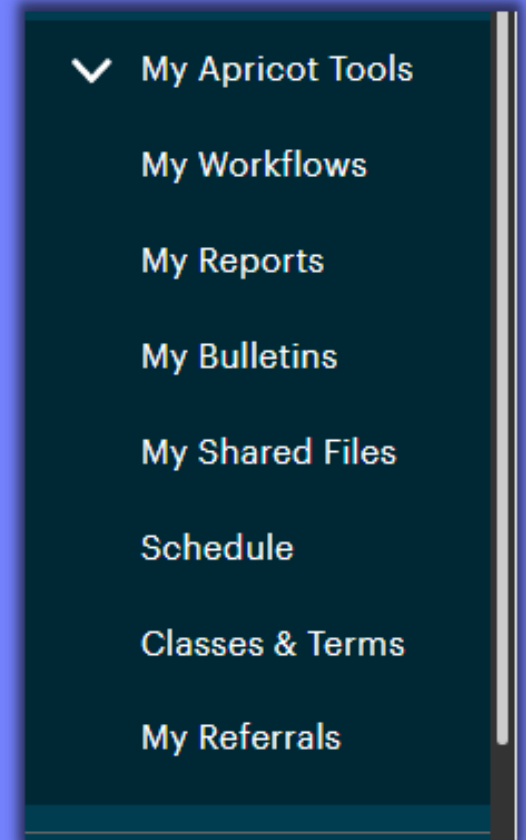 My Apricot Tools
My Workflows
My Reports
My Bulletins
My Shared Files
Schedule
Classes & Terms
My Referrals